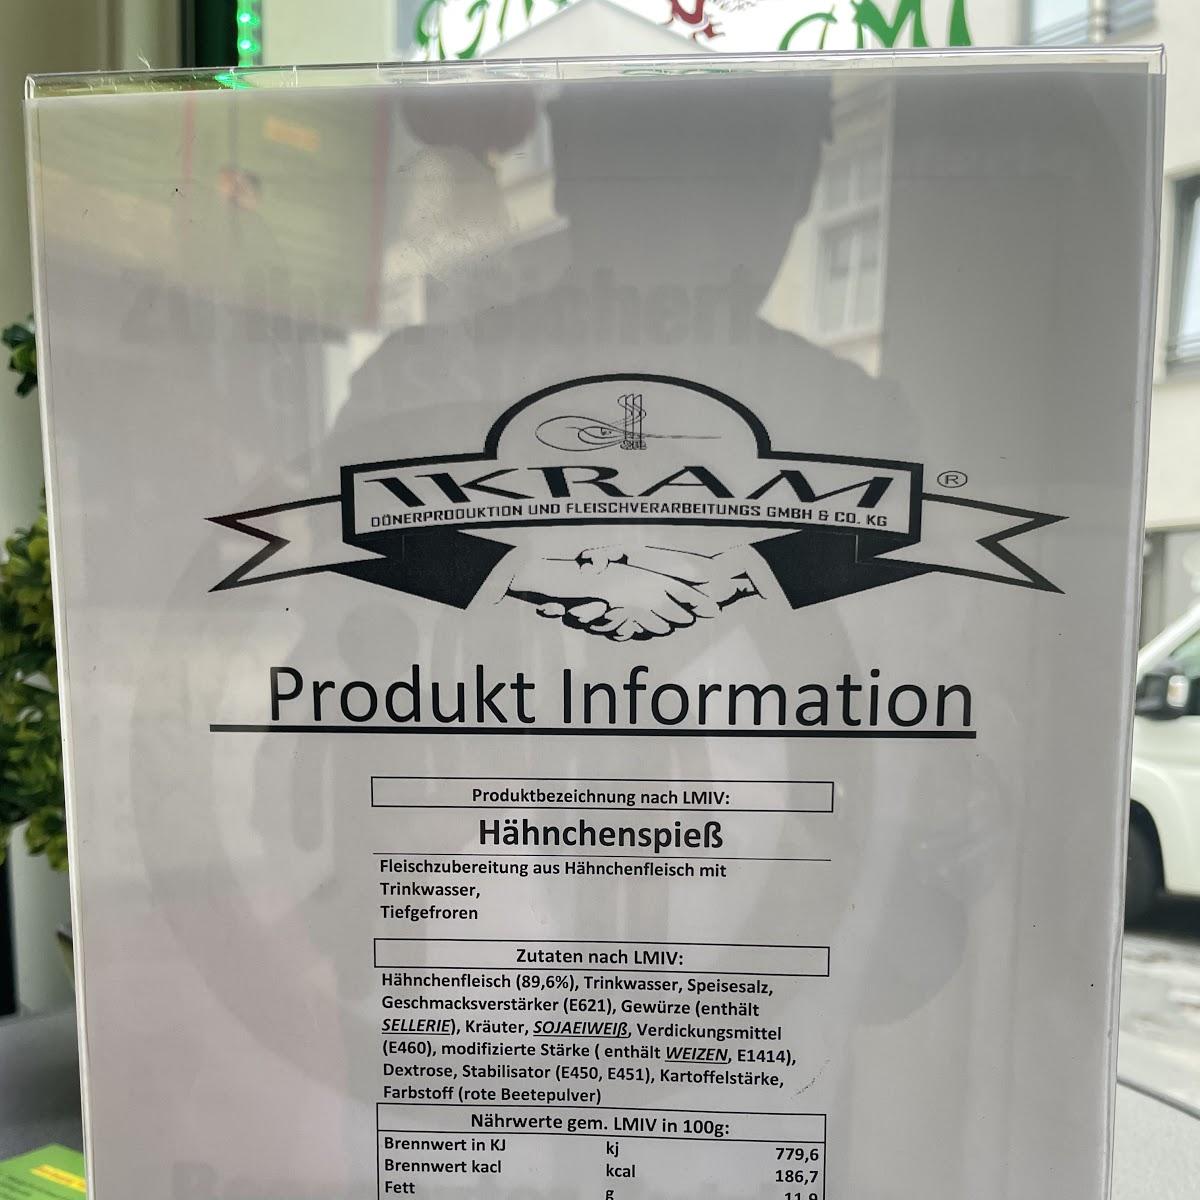 IKRAM ®
DÖNERPRODUKTION UND FLEISCHVERARBEITUNGS GMBH & CO. KG
Produkt Information
Produktbezeichnung nach LMIV:
Hähnchenspieß
Fleischzubereitung aus Hähnchenfleisch mit
Trinkwasser,
Tiefgefroren
Zutaten nach LMIV:
Hähnchenfleisch (89,6%), Trinkwasser, Speisesalz,
Geschmacksverstärker (E621), Gewürze (enthält
SELLERIE), Kräuter, SOJAEIWEIß, Verdickungsmittel
(E460), modifizierte Stärke ( enthält WEIZEN, E1414),
Dextrose, Stabilisator (E450, E451), Kartoffelstärke,
Farbstoff (rote Beetepulver)
Nährwerte gem. LMIV in 100g:
Brennwert in KJ kj 779,6
Brennwert kacl kcal 186,7
Fett g 11,9